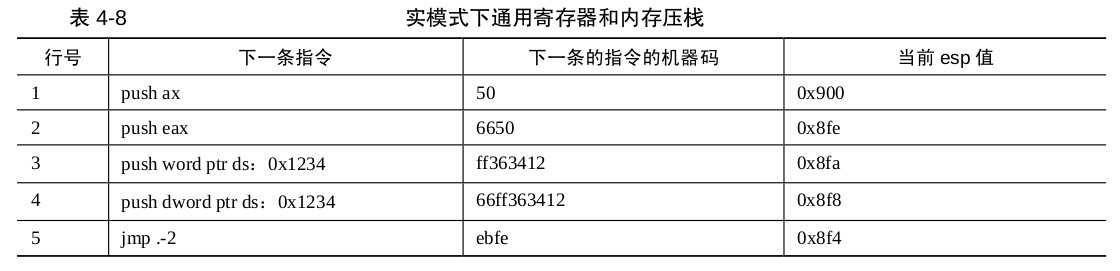 表 4-8 实模式下通用寄存器和内存压栈
行号 下一条指令 下一条的指令的机器码 当前 esp 值
1 push ax 50 0x900
2 push eax 6650 0x8fe
3 push word ptr ds：0x1234 ff363412 0x8fa
4 push dword ptr ds：0x1234 66ff363412 0x8f8
5 jmp .-2 ebfe 0x8f4